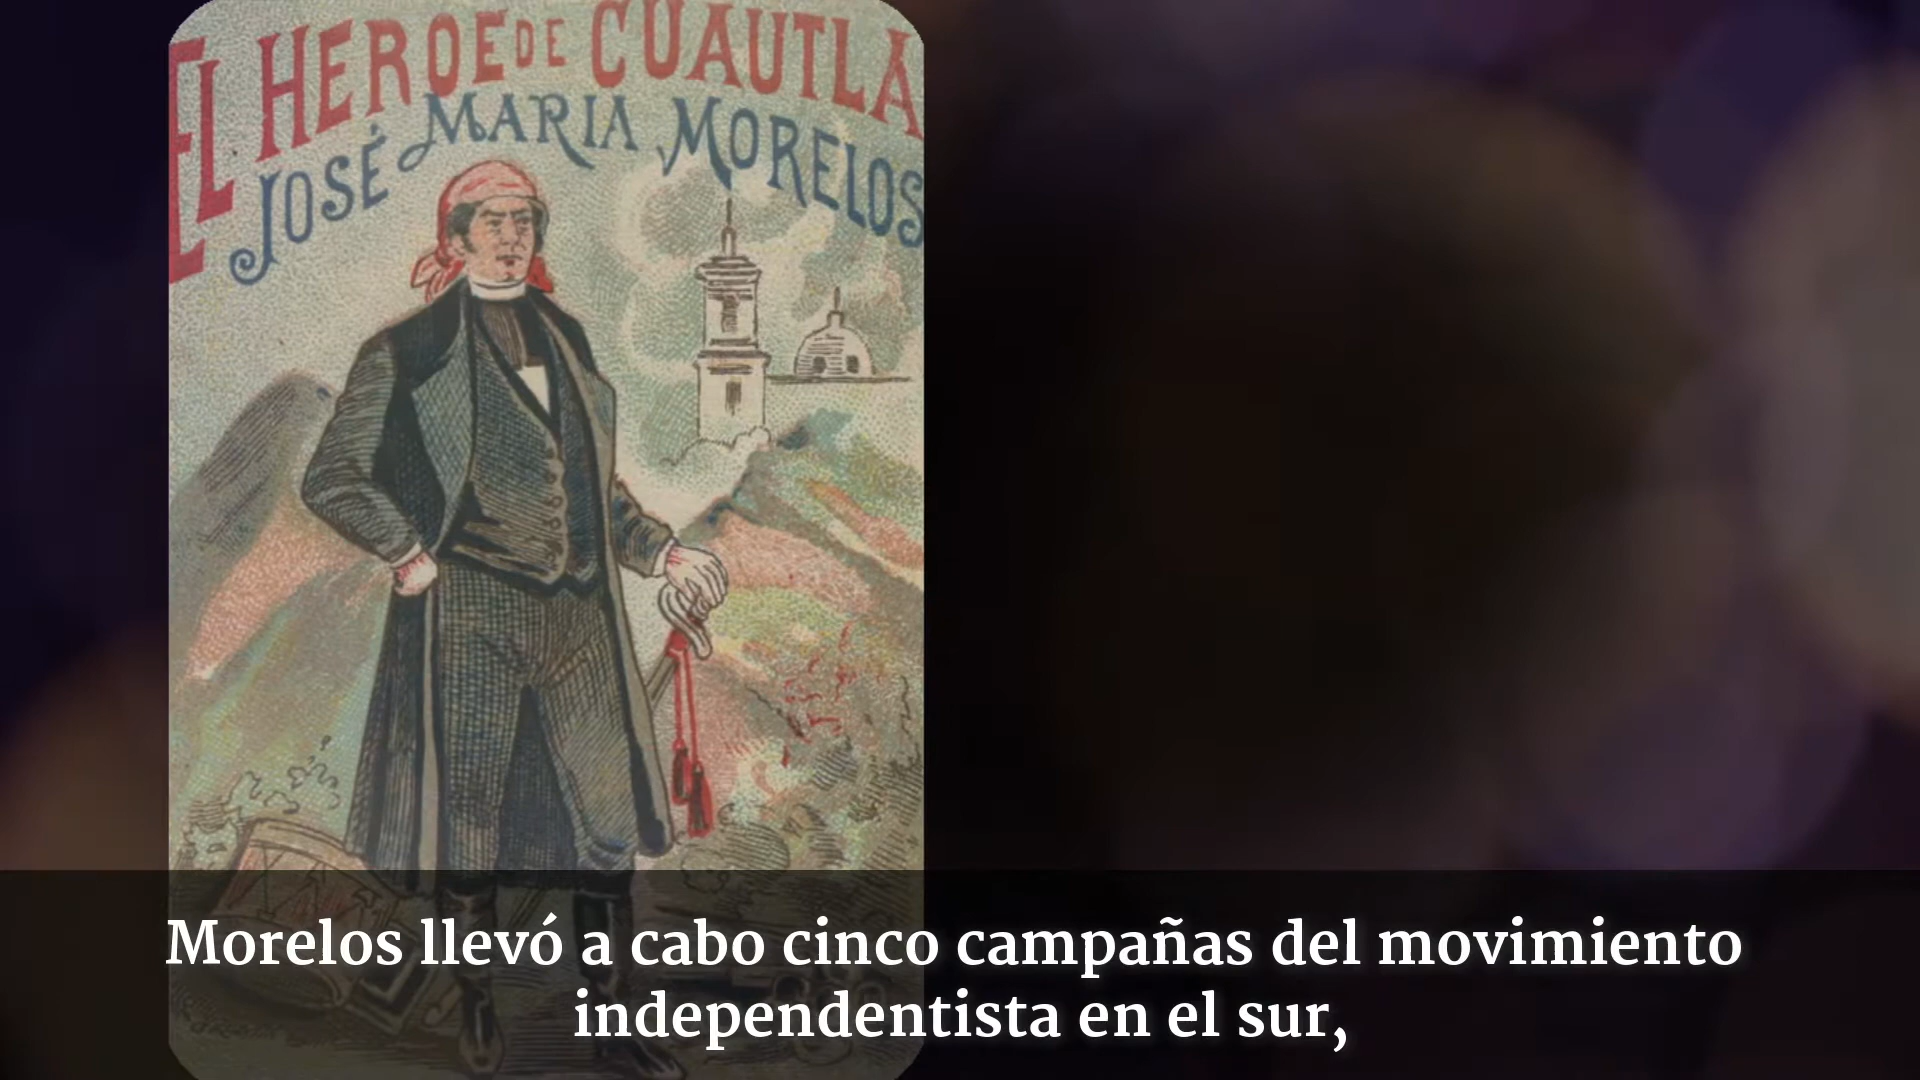 EL HEROE DE CUAUTLA
JOSÉ MARIA MORELOS
Morelos llevó a cabo cinco campañas del movimiento
independentista en el sur,